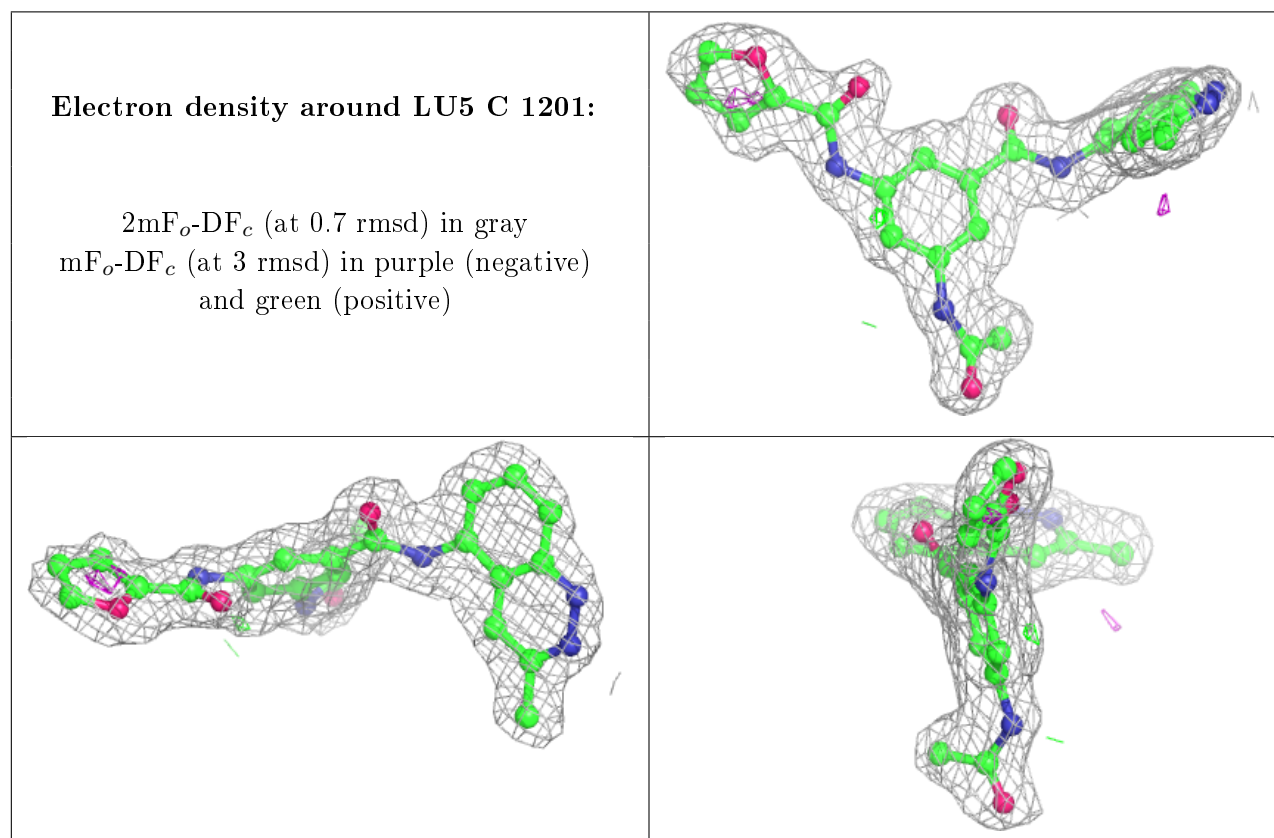 Electron density around LU5 C 1201:
2mFₒ-DF𝒸 (at 0.7 rmsd) in gray
mFₒ-DF𝒸 (at 3 rmsd) in purple (negative)
and green (positive)